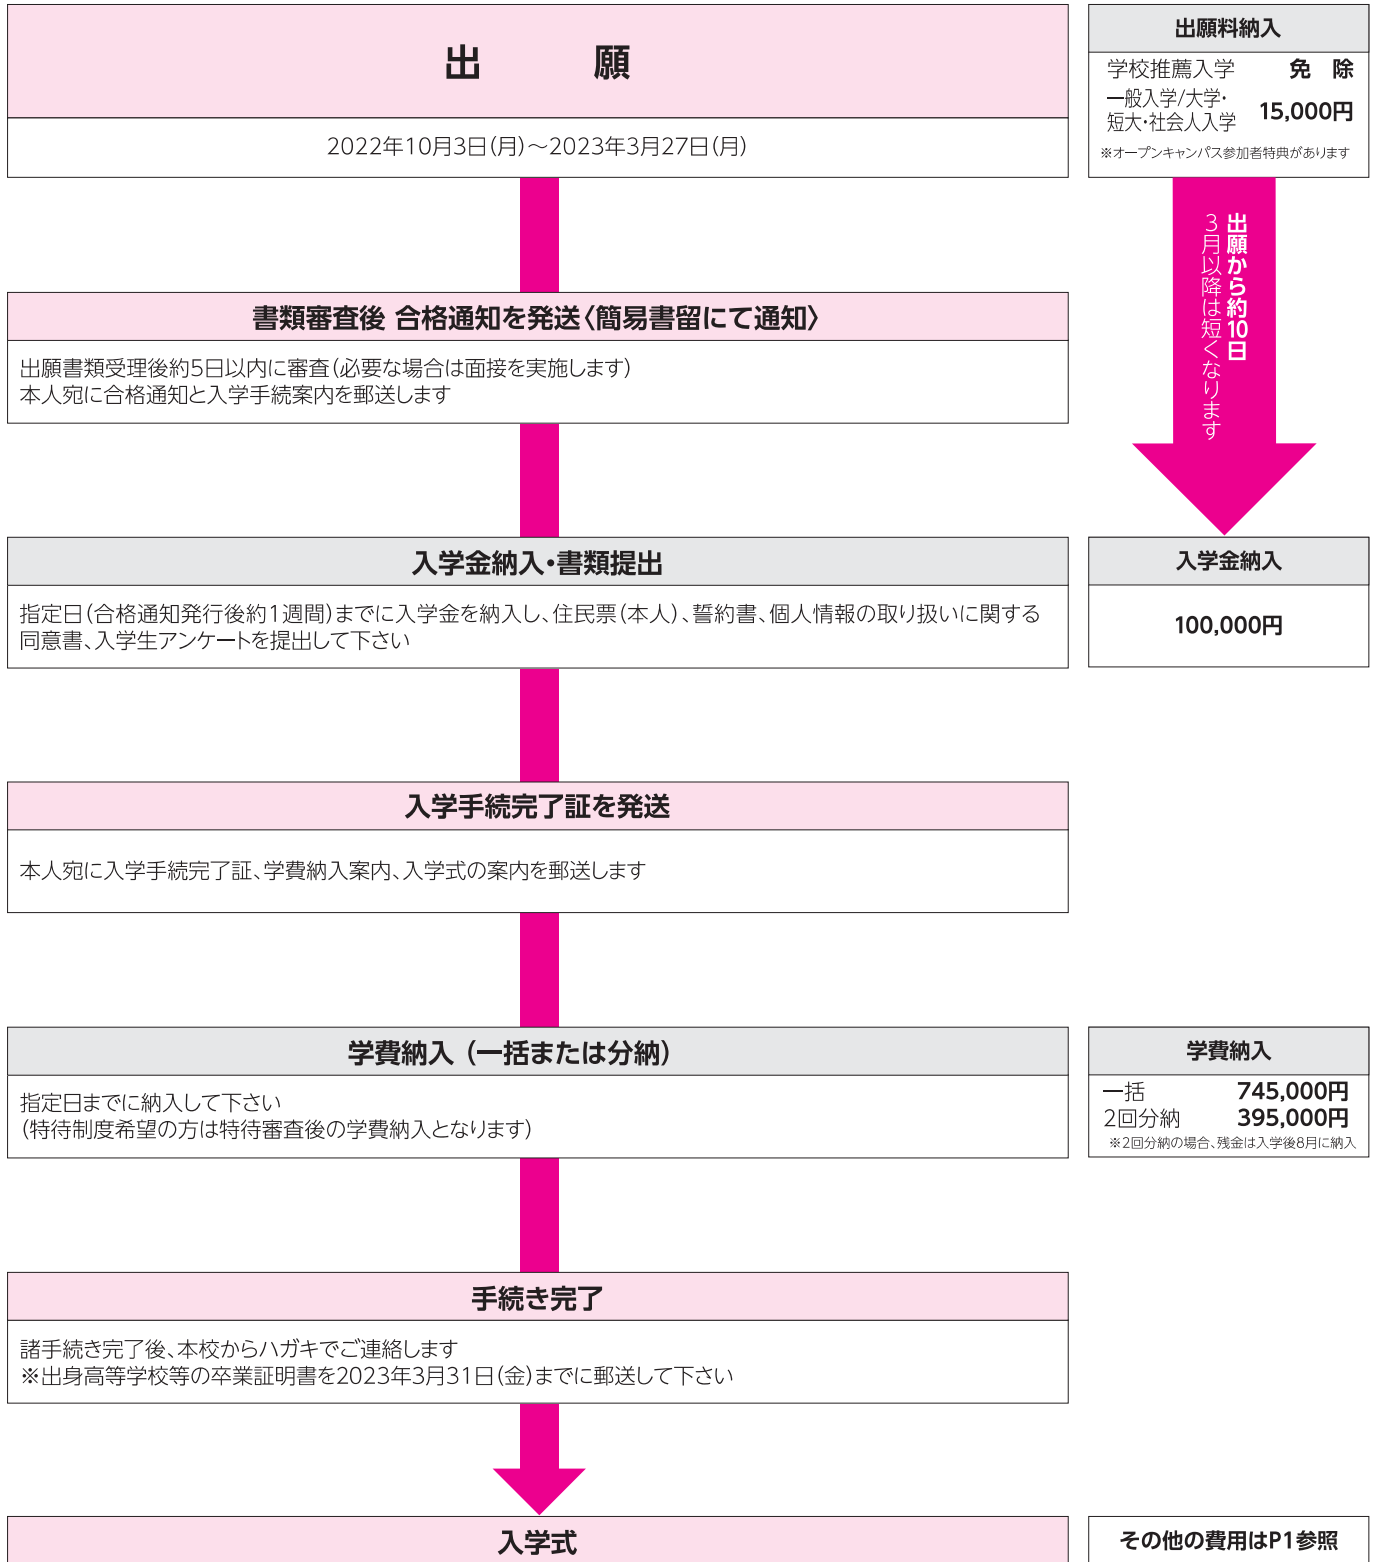 出　願
2022年10月3日(月)～2023年3月27日(月)
出願料納入
学校推薦入学　免　除
一般入学/大学・
短大・社会人入学　15,000円
※オープンキャンパス参加者特典があります
出願から約10日
3月以降は短くなります
書類審査後 合格通知を発送〈簡易書留にて通知〉
出願書類受理後約5日以内に審査(必要な場合は面接を実施します)
本人宛に合格通知と入学手続案内を郵送します
入学金納入・書類提出
指定日(合格通知発行後約1週間)までに入学金を納入し、住民票(本人)、誓約書、個人情報の取り扱いに関する
同意書、入学生アンケートを提出して下さい
入学金納入
100,000円
入学手続完了証を発送
本人宛に入学手続完了証、学費納入案内、入学式の案内を郵送します
学費納入（一括または分納）
指定日までに納入して下さい
(特待制度希望の方は特待審査後の学費納入となります)
学費納入
一括　745,000円
2回分納　395,000円
※2回分納の場合、残金は入学後8月に納入
手続き完了
諸手続き完了後、本校からハガキでご連絡します
※出身高等学校等の卒業証明書を2023年3月31日(金)までに郵送して下さい
入学式
その他の費用はP1参照